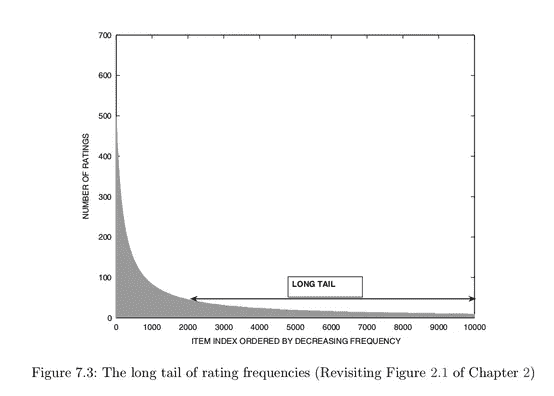 700
600
500
400
300
200
100
0
NUMBER OF RATINGS
LONG TAIL
0 1000 2000 3000 4000 5000 6000 7000 8000 9000 10000
ITEM INDEX ORDERED BY DECREASING FREQUENCY
Figure 7.3: The long tail of rating frequencies (Revisiting Figure 2.1 of Chapter 2)